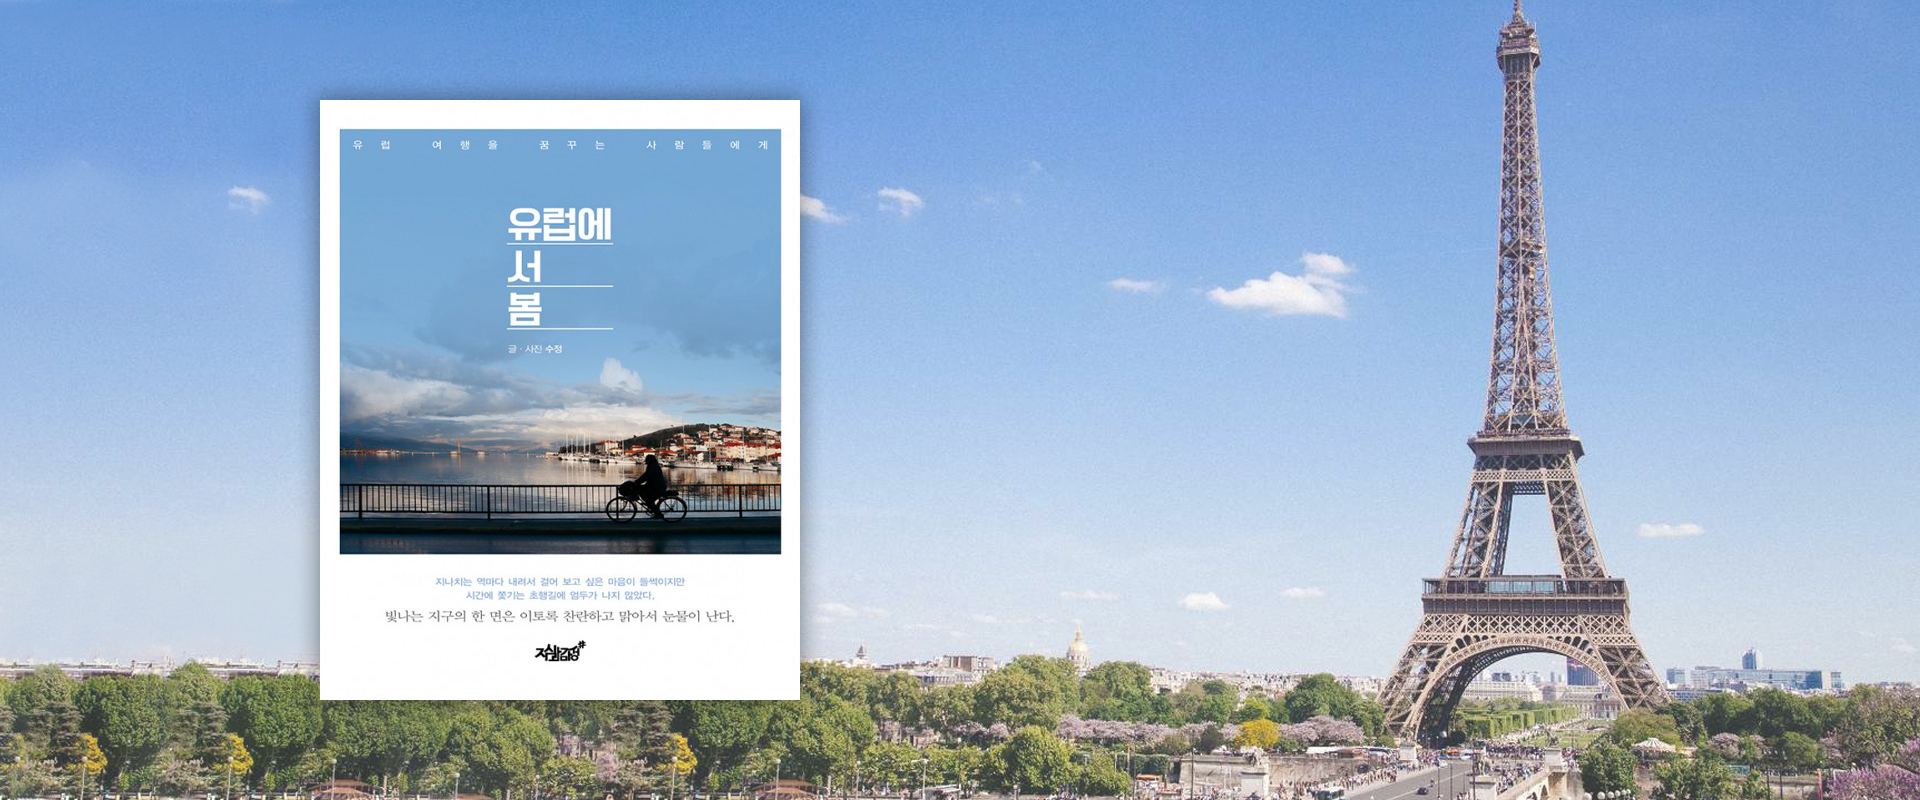 유럽 여행을 꿈꾸는 사람들에게
유럽에
서
봄
글 · 사진 수정
지나치는 역마다 내려서 걸어 보고 싶은 마음이 들썩이지만
시간에 쫓기는 초행길에 엄두가 나지 않았다.
빛나는 지구의 한 면은 이토록 찬란하고 맑아서 눈물이 난다.
지식과감정#